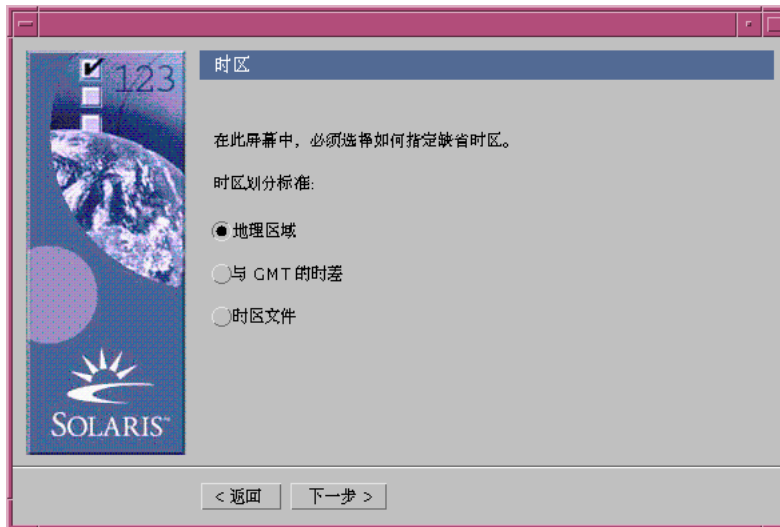 123
时区
在此屏幕中，必须选择如何指定缺省时区。
时区划分标准:
地理区域
与 GMT 的时差
时区文件
SOLARIS™
< 返回
下一步 >